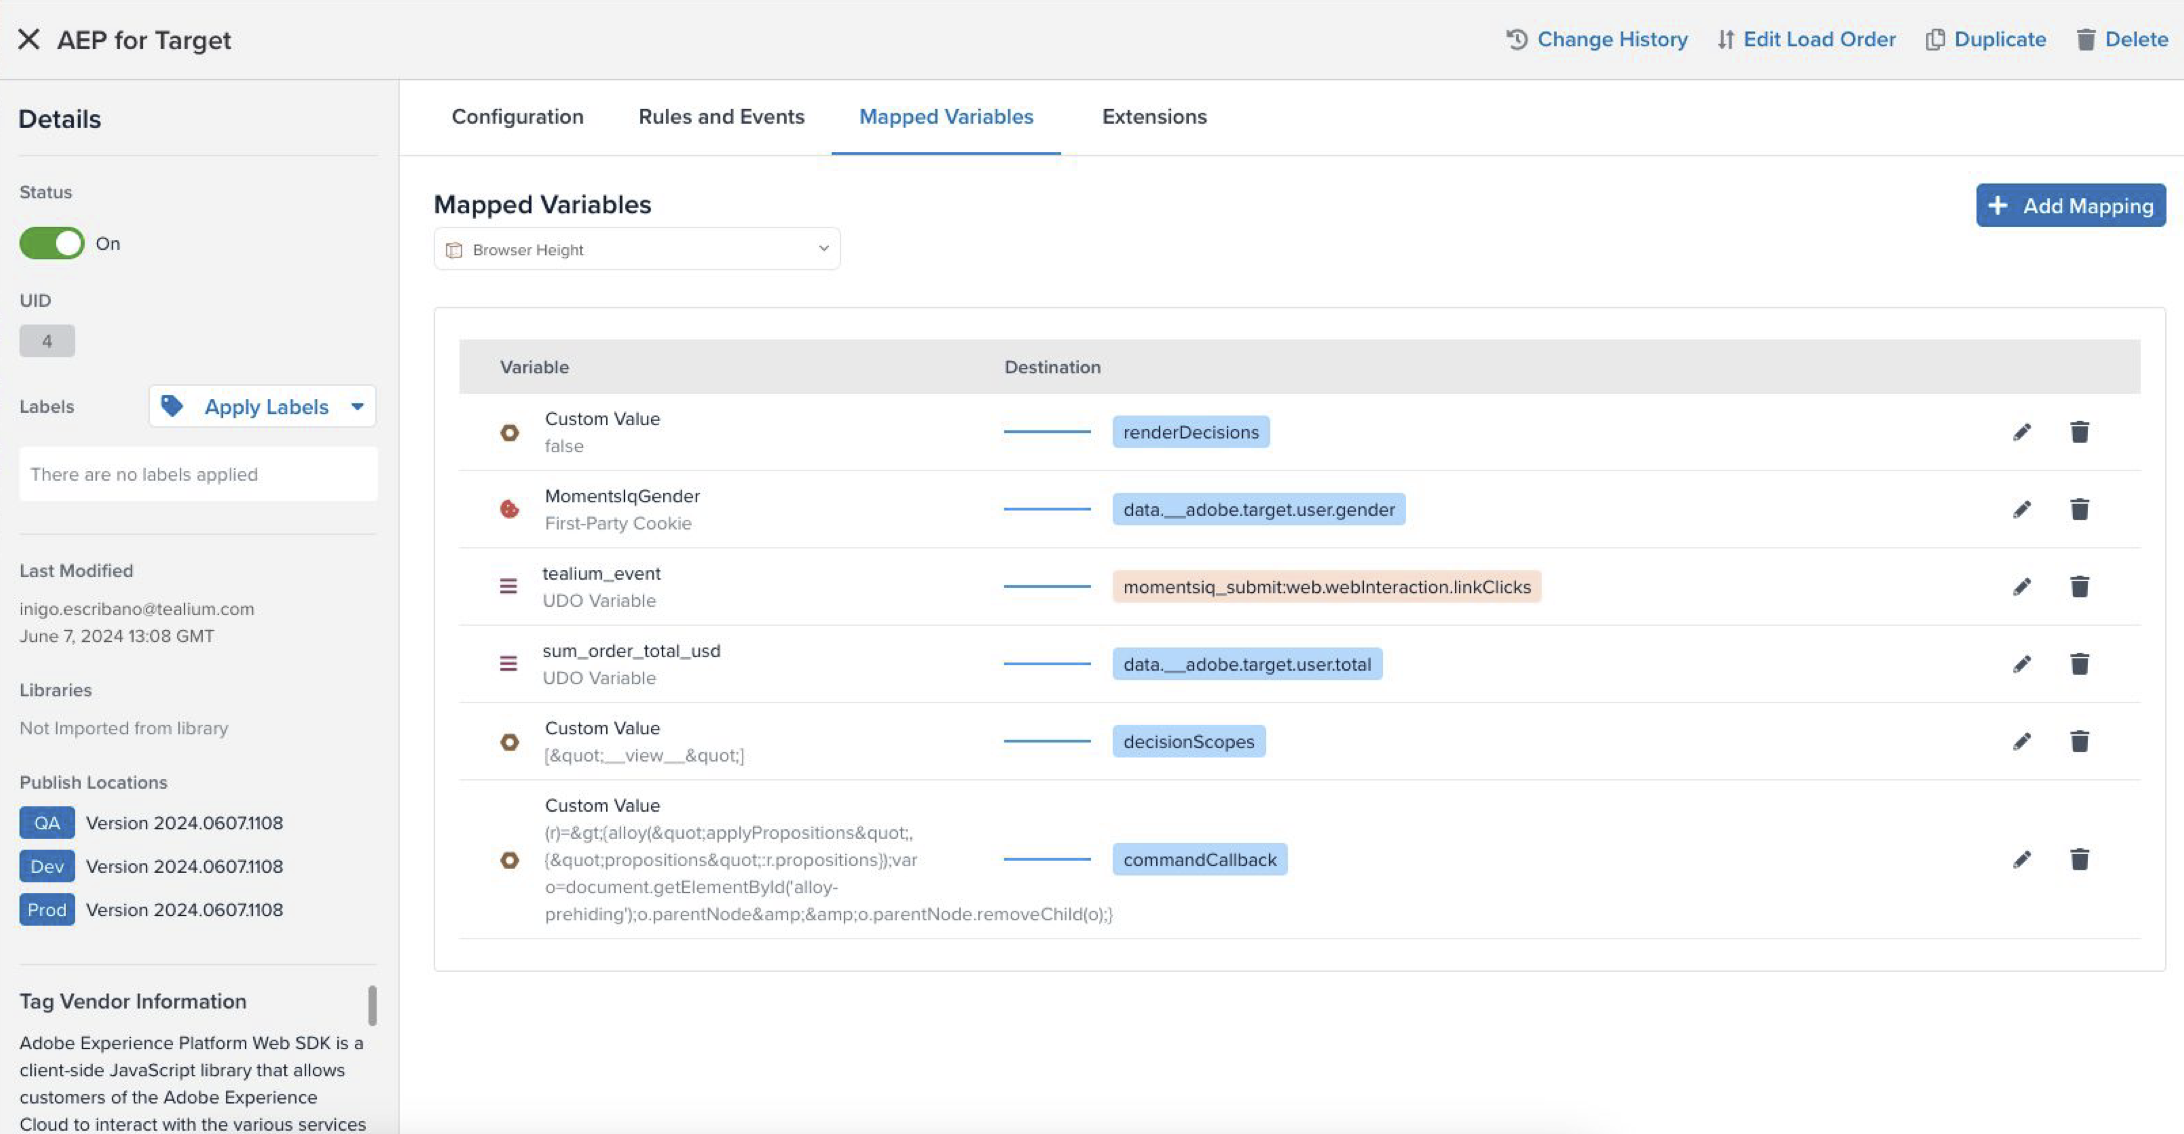 AEP for Target
Change History
Edit Load Order
Duplicate
Delete
Details
Status
On
UID
4
Labels
Apply Labels
There are no labels applied
Last Modified
inigo.escribano@tealium.com
June 7, 2024 13:08 GMT
Libraries
Not Imported from library
Publish Locations
QA Version 2024.0607.1108
Dev Version 2024.0607.1108
Prod Version 2024.0607.1108
Tag Vendor Information
Adobe Experience Platform Web SDK is a
client-side JavaScript library that allows
customers of the Adobe Experience
Cloud to interact with the various services
Configuration
Rules and Events
Mapped Variables
Extensions
Mapped Variables
Add Mapping
Browser Height
Variable
Destination
Custom Value
false
renderDecisions
MomentsIqGender
First-Party Cookie
data.__adobe.target.user.gender
tealium_event
UDO Variable
momentsiq_submit:web.webInteraction.linkClicks
sum_order_total_usd
UDO Variable
data.__adobe.target.user.total
Custom Value
[&quot;__view__&quot;]
decisionScopes
Custom Value
(r)=&gt;{alloy(&quot;applyPropositions&quot;,
{&quot;propositions&quot;:r.propositions});var
o=document.getElementById('alloy-
prehiding');o.parentNode&amp;&amp;o.parentNode.removeChild(o);}
commandCallback